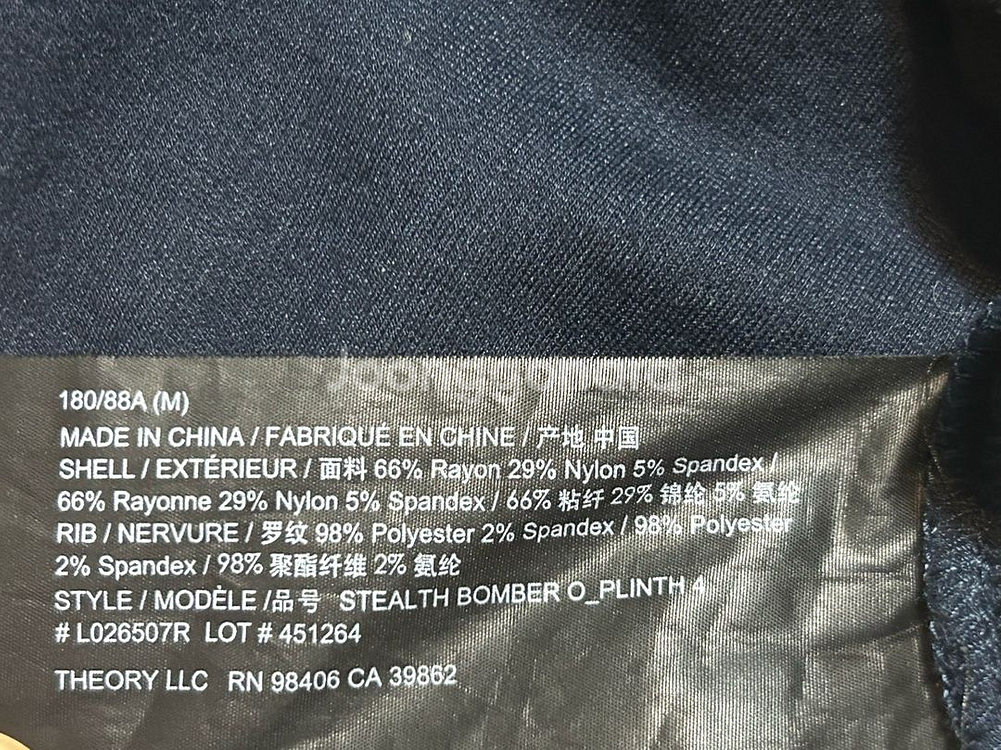 180/88A (M)
MADE IN CHINA / FABRIQUÉ EN CHINE / 产地 中国
SHELL / EXTÉRIEUR / 面料 66% Rayon 29% Nylon 5% Spandex /
66% Rayonne 29% Nylon 5% Spandex / 66% 粘纤 29% 锦纶 5% 氨纶
RIB / NERVURE / 罗纹 98% Polyester 2% Spandex / 98% Polyester
2% Spandex / 98% 聚酯纤维 2% 氨纶
STYLE / MODÈLE /品号 STEALTH BOMBER O_PLINTH 4
# L026507R LOT # 451264
THEORY LLC RN 98406 CA 39862